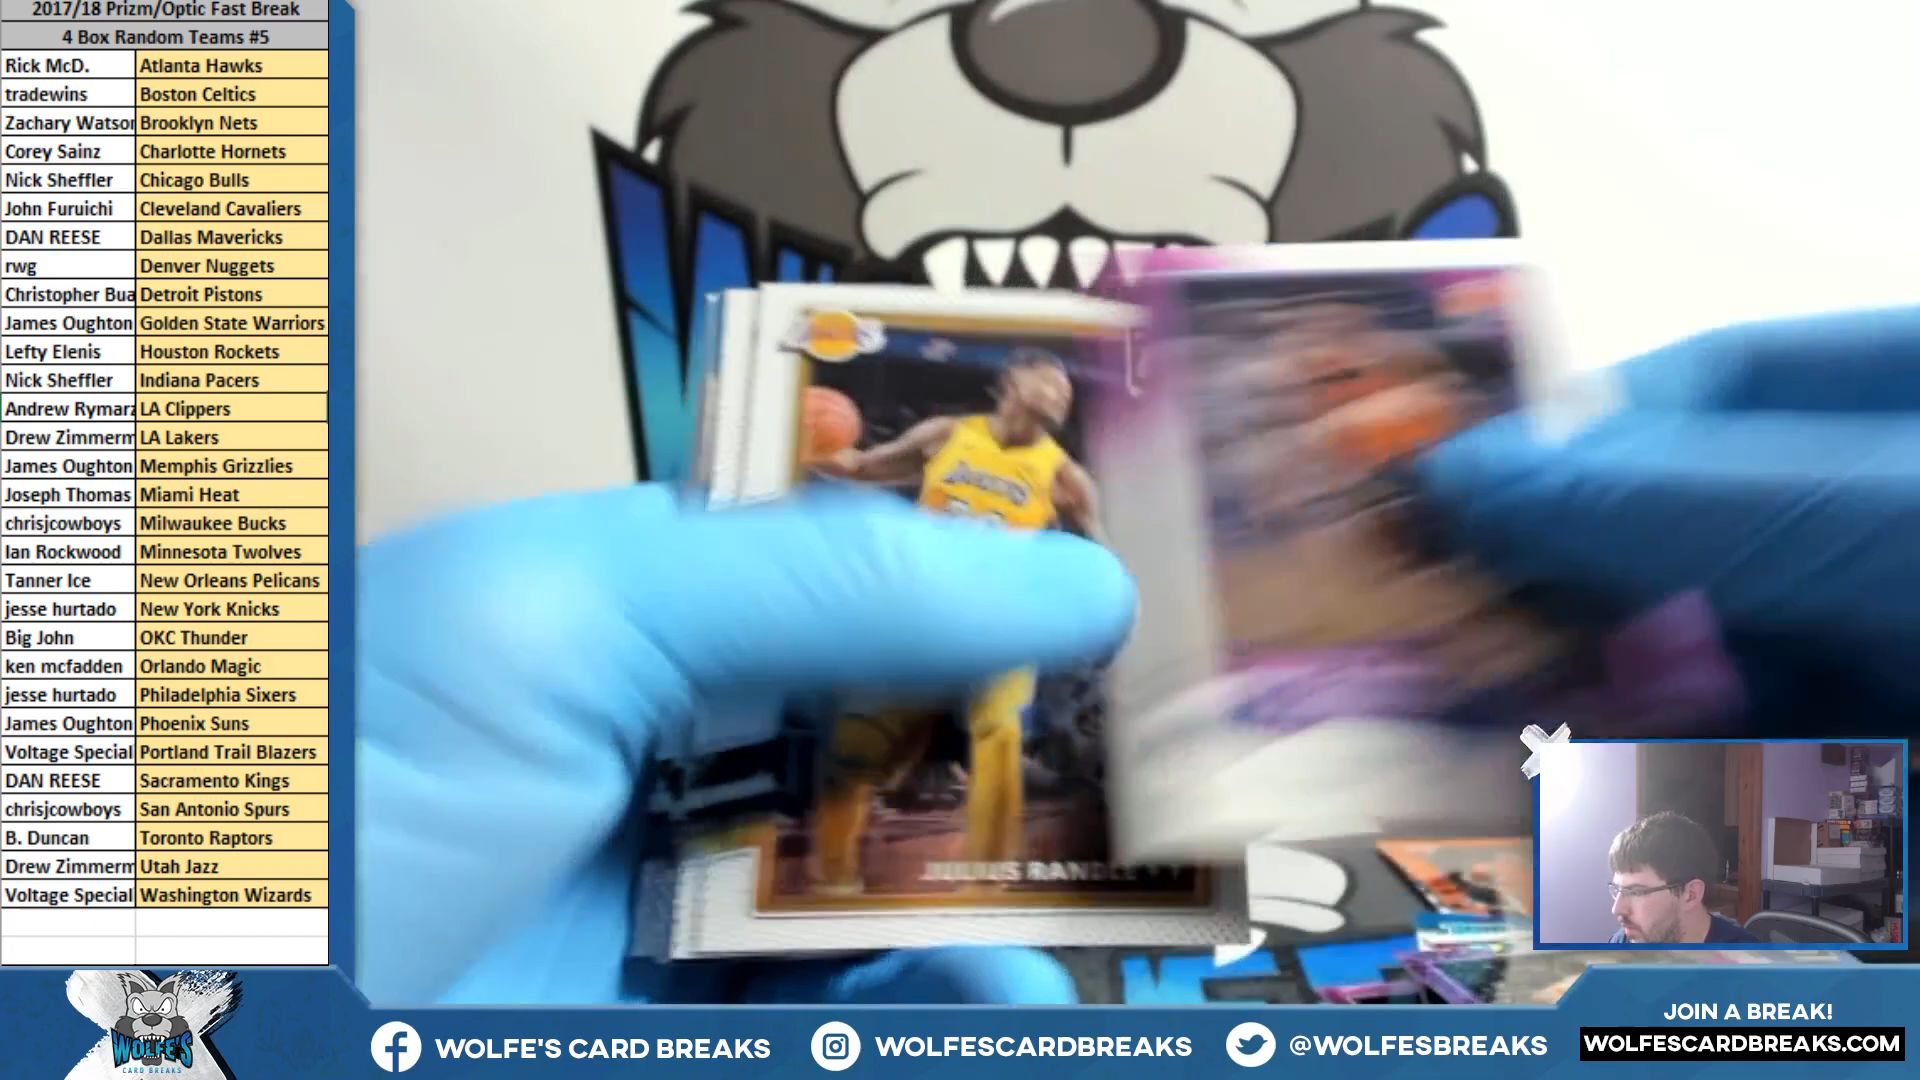 2017/18 Prizm/Optic Fast Break
4 Box Random Teams #5
Rick McD. Atlanta Hawks
tradewins Boston Celtics
Zachary Watson Brooklyn Nets
Corey Sainz Charlotte Hornets
Nick Sheffler Chicago Bulls
John Furuichi Cleveland Cavaliers
DAN REESE Dallas Mavericks
rwg Denver Nuggets
Christopher Bua Detroit Pistons
James Oughton Golden State Warriors
Lefty Elenis Houston Rockets
Nick Sheffler Indiana Pacers
Andrew Rymarz LA Clippers
Drew Zimmerm LA Lakers
James Oughton Memphis Grizzlies
Joseph Thomas Miami Heat
chrisjcowboys Milwaukee Bucks
Ian Rockwood Minnesota Twolves
Tanner Ice New Orleans Pelicans
jesse hurtado New York Knicks
Big John OKC Thunder
ken mcfadden Orlando Magic
jesse hurtado Philadelphia Sixers
James Oughton Phoenix Suns
Voltage Special Portland Trail Blazers
DAN REESE Sacramento Kings
chrisjcowboys San Antonio Spurs
B. Duncan Toronto Raptors
Drew Zimmerm Utah Jazz
Voltage Special Washington Wizards
JULIUS RANDLE
WOLFE'S
CARD BREAKS
WOLFE'S CARD BREAKS
WOLFESCARDBREAKS
@WOLFESBREAKS
JOIN A BREAK!
WOLFESCARDBREAKS.COM